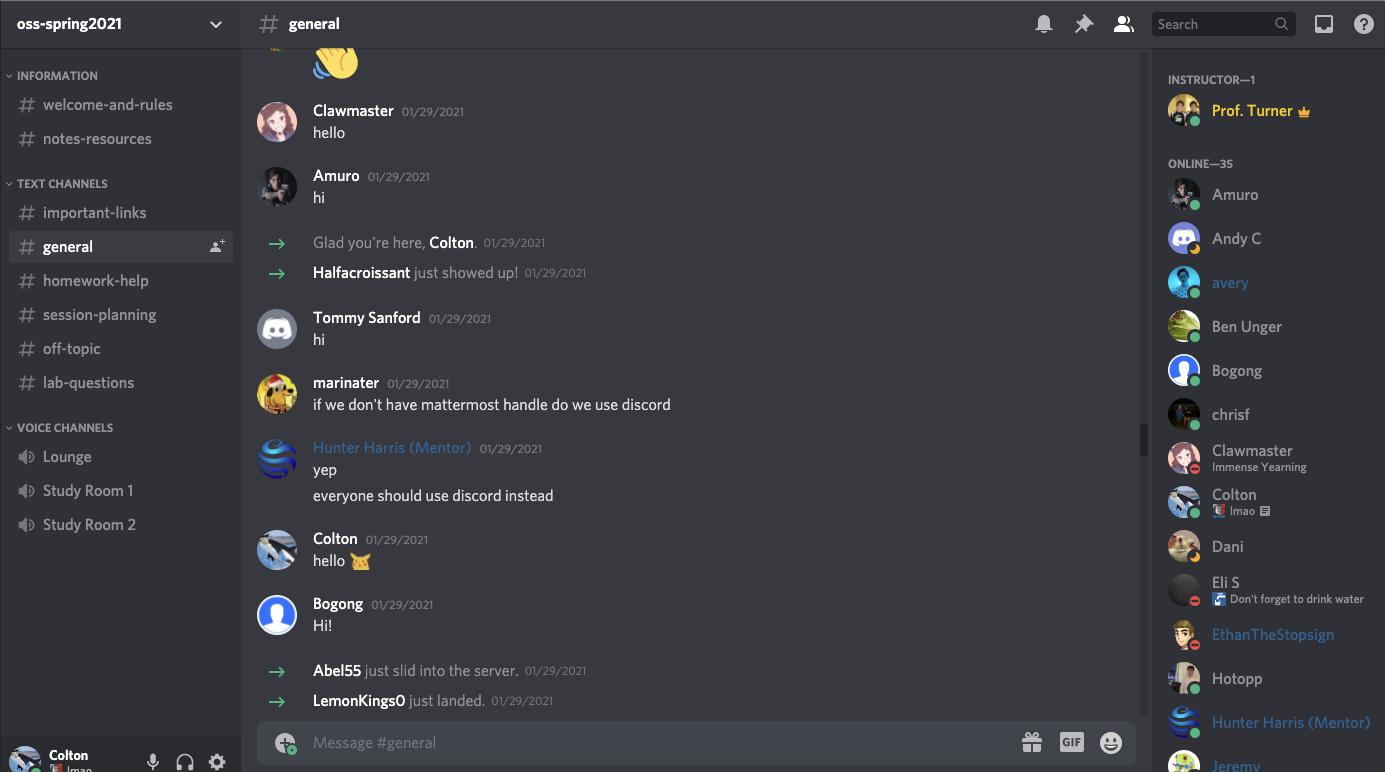 oss-spring2021
INFORMATION
welcome-and-rules
notes-resources
TEXT CHANNELS
important-links
general
homework-help
session-planning
off-topic
lab-questions
VOICE CHANNELS
Lounge
Study Room 1
Study Room 2
Colton
lmao
# general
Search
Clawmaster 01/29/2021
hello
Amuro 01/29/2021
hi
Glad you're here, Colton. 01/29/2021
Halfacroissant just showed up! 01/29/2021
Tommy Sanford 01/29/2021
hi
marinater 01/29/2021
if we don't have mattermost handle do we use discord
Hunter Harris (Mentor) 01/29/2021
yep
everyone should use discord instead
Colton 01/29/2021
hello
Bogong 01/29/2021
Hi!
Abel55 just slid into the server. 01/29/2021
LemonKings0 just landed. 01/29/2021
Message #general
GIF
INSTRUCTOR—1
Prof. Turner
ONLINE—35
Amuro
Andy C
avery
Ben Unger
Bogong
chrisf
Clawmaster
Immense Yearning
Colton
lmao
Dani
Eli S
Don't forget to drink water
EthanTheStopsign
Hotopp
Hunter Harris (Mentor)
Jeremy